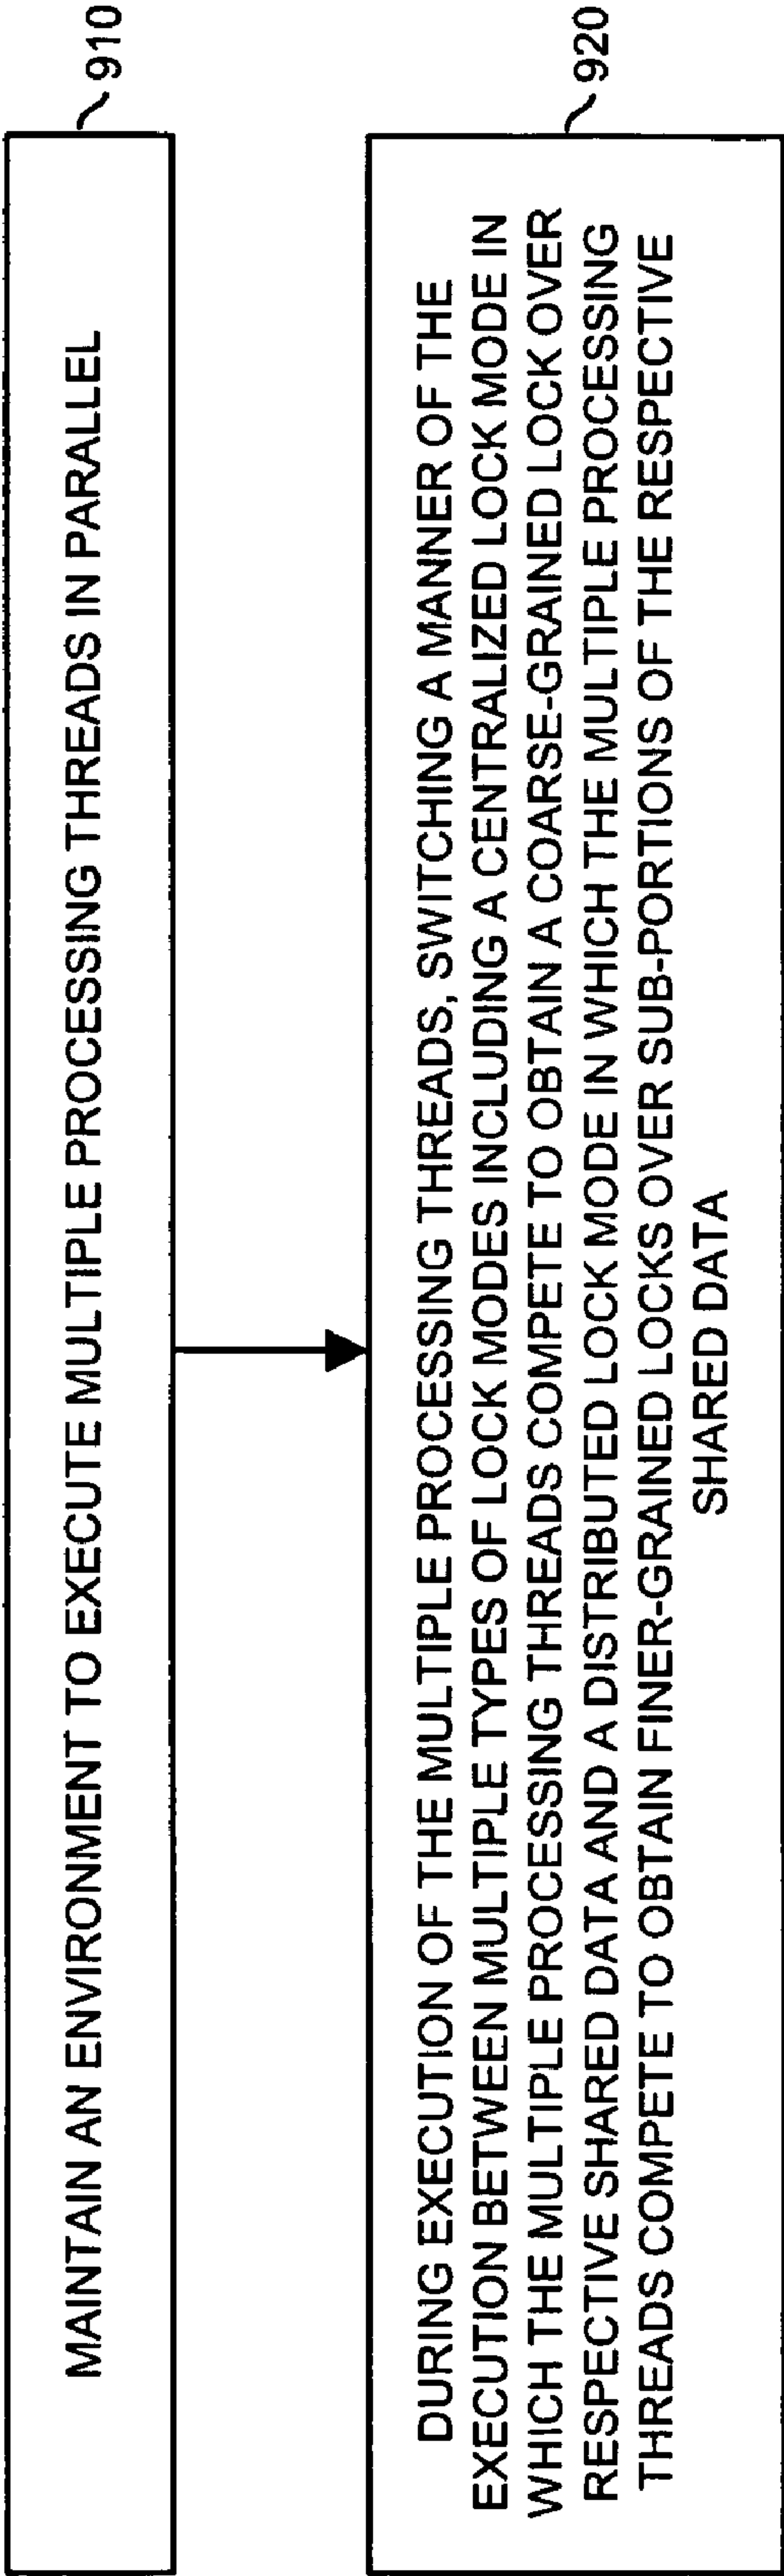 MAINTAIN AN ENVIRONMENT TO EXECUTE MULTIPLE PROCESSING THREADS IN PARALLEL
910
DURING EXECUTION OF THE MULTIPLE PROCESSING THREADS, SWITCHING A MANNER OF THE
EXECUTION BETWEEN MULTIPLE TYPES OF LOCK MODES INCLUDING A CENTRALIZED LOCK MODE IN
WHICH THE MULTIPLE PROCESSING THREADS COMPETE TO OBTAIN A COARSE-GRAINED LOCK OVER
RESPECTIVE SHARED DATA AND A DISTRIBUTED LOCK MODE IN WHICH THE MULTIPLE PROCESSING
THREADS COMPETE TO OBTAIN FINER-GRAINED LOCKS OVER SUB-PORTIONS OF THE RESPECTIVE
SHARED DATA
920